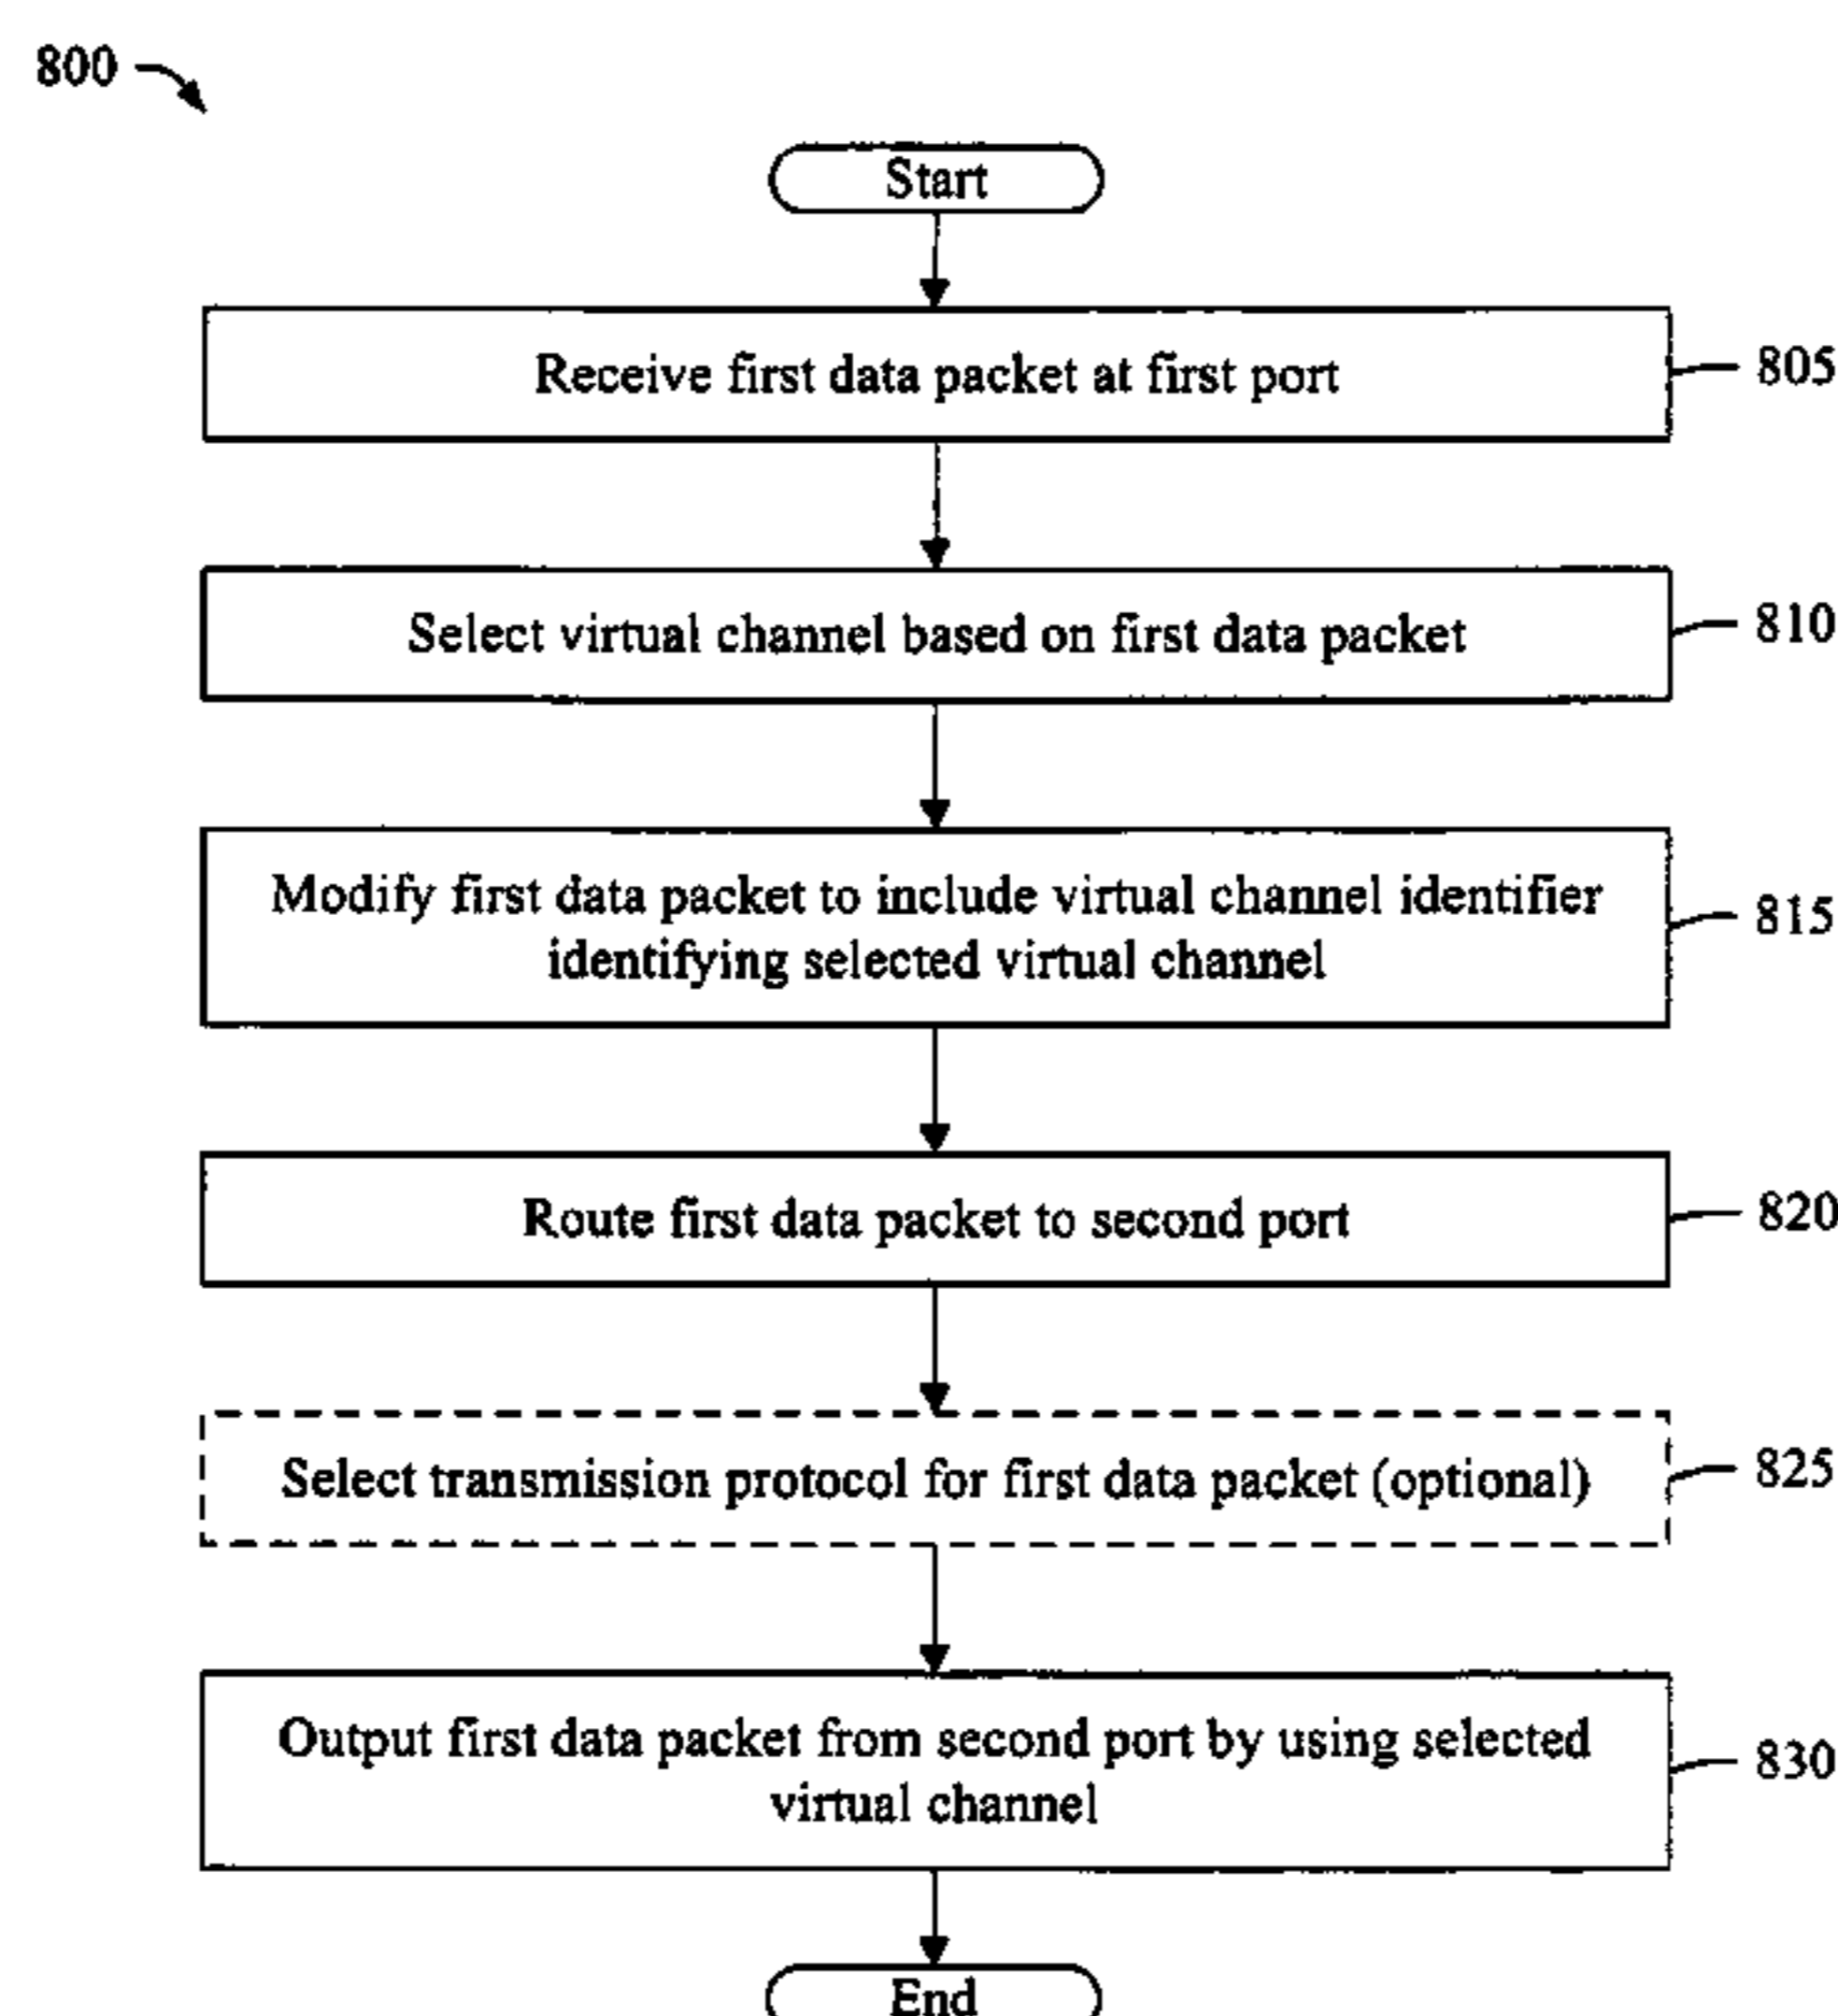 800
Start
Receive first data packet at first port
805
Select virtual channel based on first data packet
810
Modify first data packet to include virtual channel identifier
identifying selected virtual channel
815
Route first data packet to second port
820
Select transmission protocol for first data packet (optional)
825
Output first data packet from second port by using selected
virtual channel
830
End